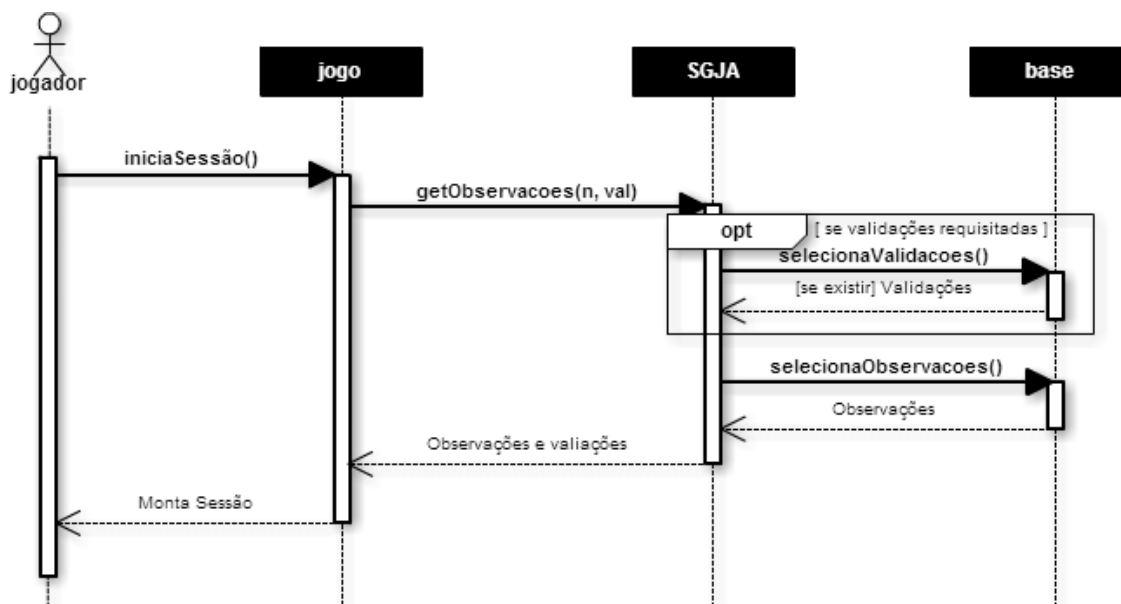 jogador
jogo
SGJA
base
iniciaSessão()
getObservacoes(n, val)
opt
[ se validações requisitadas ]
selecionaValidacoes()
[se existir] Validações
selecionaObservacoes()
Observações
Observações e valiações
Monta Sessão